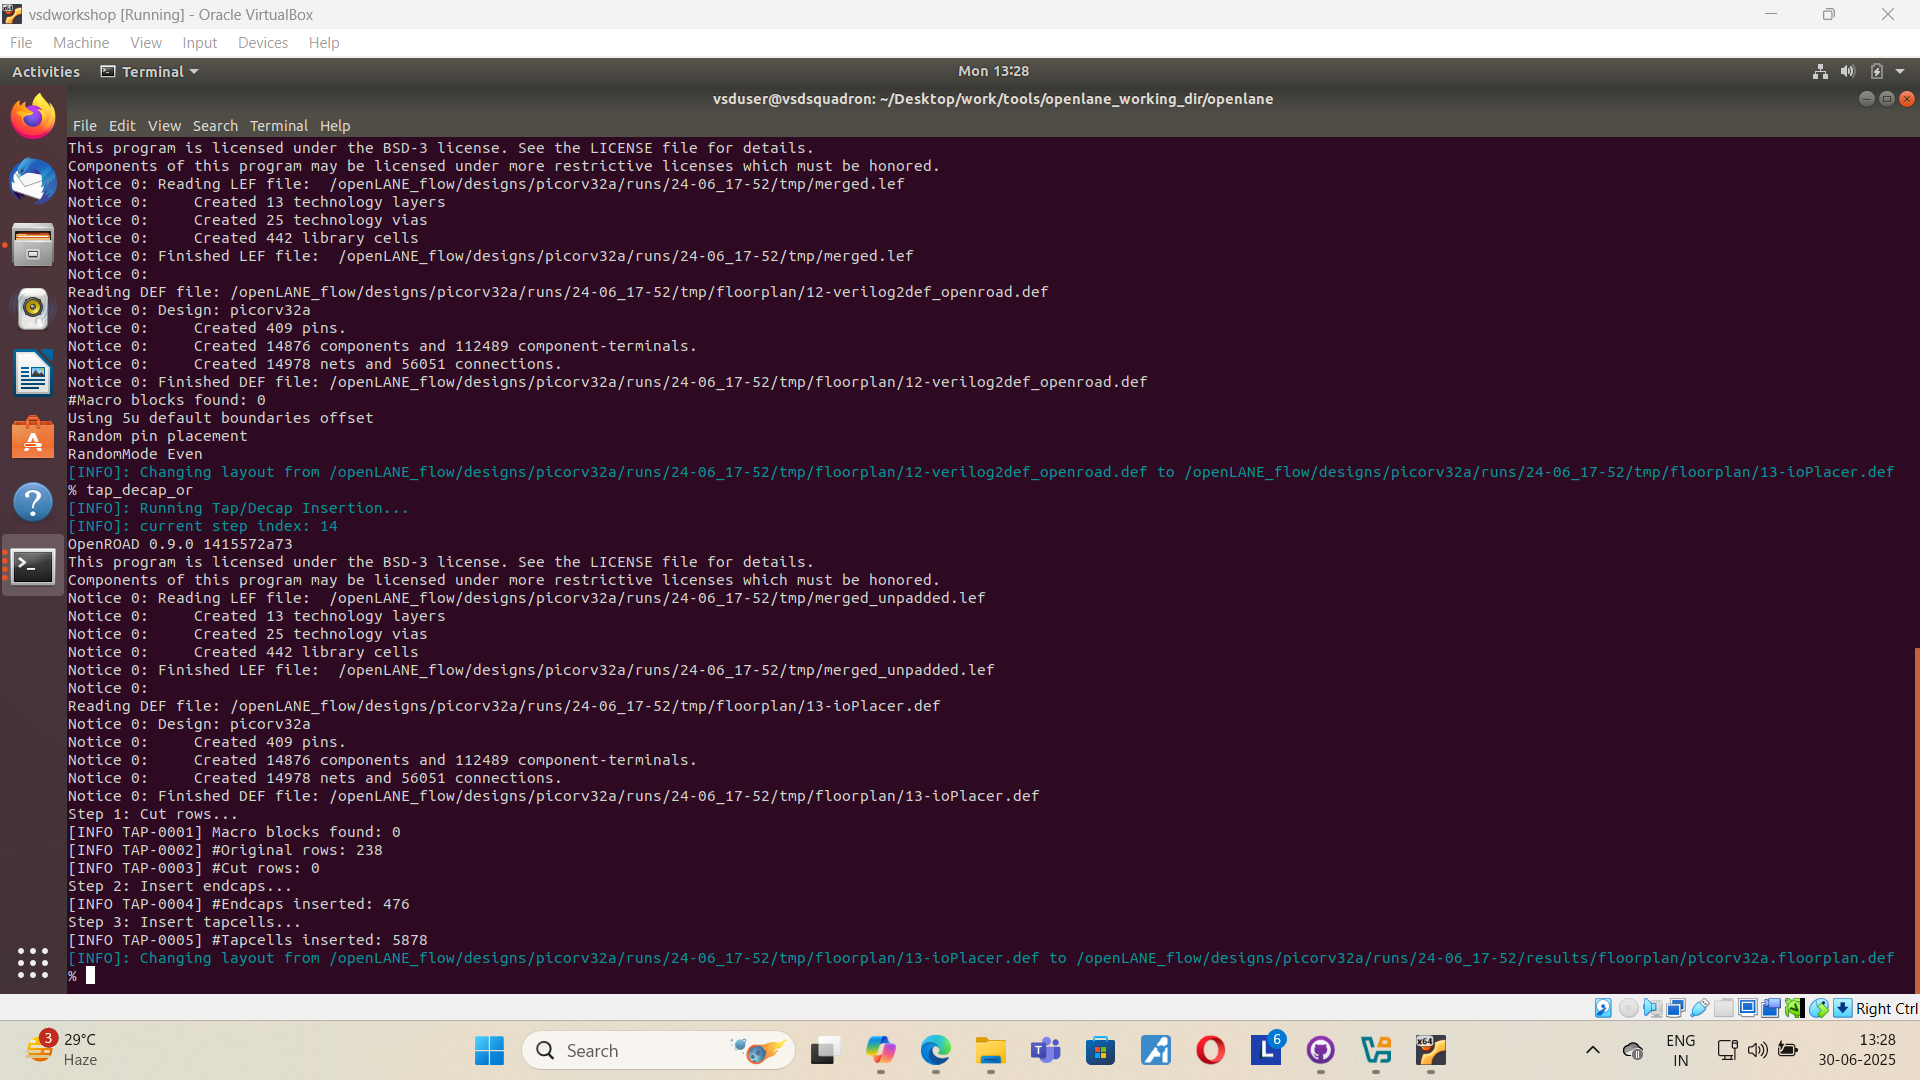 vsdworkshop [Running] - Oracle VirtualBox
File Machine View Input Devices Help
Activities Terminal Mon 13:28
vsduser@vsdsquadron: ~/Desktop/work/tools/openlane_working_dir/openlane
File Edit View Search Terminal Help
This program is licensed under the BSD-3 license. See the LICENSE file for details.
Components of this program may be licensed under more restrictive licenses which must be honored.
Notice 0: Reading LEF file:  /openLANE_flow/designs/picorv32a/runs/24-06_17-52/tmp/merged.lef
Notice 0:     Created 13 technology layers
Notice 0:     Created 25 technology vias
Notice 0:     Created 442 library cells
Notice 0: Finished LEF file:  /openLANE_flow/designs/picorv32a/runs/24-06_17-52/tmp/merged.lef
Notice 0:
Reading DEF file: /openLANE_flow/designs/picorv32a/runs/24-06_17-52/tmp/floorplan/12-verilog2def_openroad.def
Notice 0: Design: picorv32a
Notice 0:     Created 409 pins.
Notice 0:     Created 14876 components and 112489 component-terminals.
Notice 0:     Created 14978 nets and 56051 connections.
Notice 0: Finished DEF file: /openLANE_flow/designs/picorv32a/runs/24-06_17-52/tmp/floorplan/12-verilog2def_openroad.def
#Macro blocks found: 0
Using 5u default boundaries offset
Random pin placement
RandomMode Even
[INFO]: Changing layout from /openLANE_flow/designs/picorv32a/runs/24-06_17-52/tmp/floorplan/12-verilog2def_openroad.def to /openLANE_flow/designs/picorv32a/runs/24-06_17-52/tmp/floorplan/13-ioPlacer.def
% tap_decap_or
[INFO]: Running Tap/Decap Insertion...
[INFO]: current step index: 14
OpenROAD 0.9.0 1415572a73
This program is licensed under the BSD-3 license. See the LICENSE file for details.
Components of this program may be licensed under more restrictive licenses which must be honored.
Notice 0: Reading LEF file:  /openLANE_flow/designs/picorv32a/runs/24-06_17-52/tmp/merged_unpadded.lef
Notice 0:     Created 13 technology layers
Notice 0:     Created 25 technology vias
Notice 0:     Created 442 library cells
Notice 0: Finished LEF file:  /openLANE_flow/designs/picorv32a/runs/24-06_17-52/tmp/merged_unpadded.lef
Notice 0:
Reading DEF file: /openLANE_flow/designs/picorv32a/runs/24-06_17-52/tmp/floorplan/13-ioPlacer.def
Notice 0: Design: picorv32a
Notice 0:     Created 409 pins.
Notice 0:     Created 14876 components and 112489 component-terminals.
Notice 0:     Created 14978 nets and 56051 connections.
Notice 0: Finished DEF file: /openLANE_flow/designs/picorv32a/runs/24-06_17-52/tmp/floorplan/13-ioPlacer.def
Step 1: Cut rows...
[INFO TAP-0001] Macro blocks found: 0
[INFO TAP-0002] #Original rows: 238
[INFO TAP-0003] #Cut rows: 0
Step 2: Insert endcaps...
[INFO TAP-0004] #Endcaps inserted: 476
Step 3: Insert tapcells...
[INFO TAP-0005] #Tapcells inserted: 5878
[INFO]: Changing layout from /openLANE_flow/designs/picorv32a/runs/24-06_17-52/tmp/floorplan/13-ioPlacer.def to /openLANE_flow/designs/picorv32a/runs/24-06_17-52/results/floorplan/picorv32a.floorplan.def
%
Right Ctrl
3 29°C
Haze
Search
6
x64
ENG
IN
13:28
30-06-2025